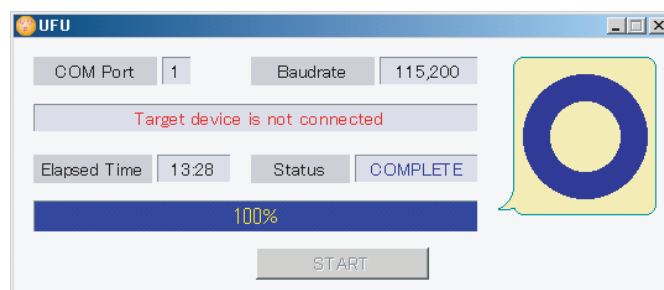 UFU
COM Port 1 Baudrate 115,200
Target device is not connected
Elapsed Time 13:28 Status COMPLETE
100%
START